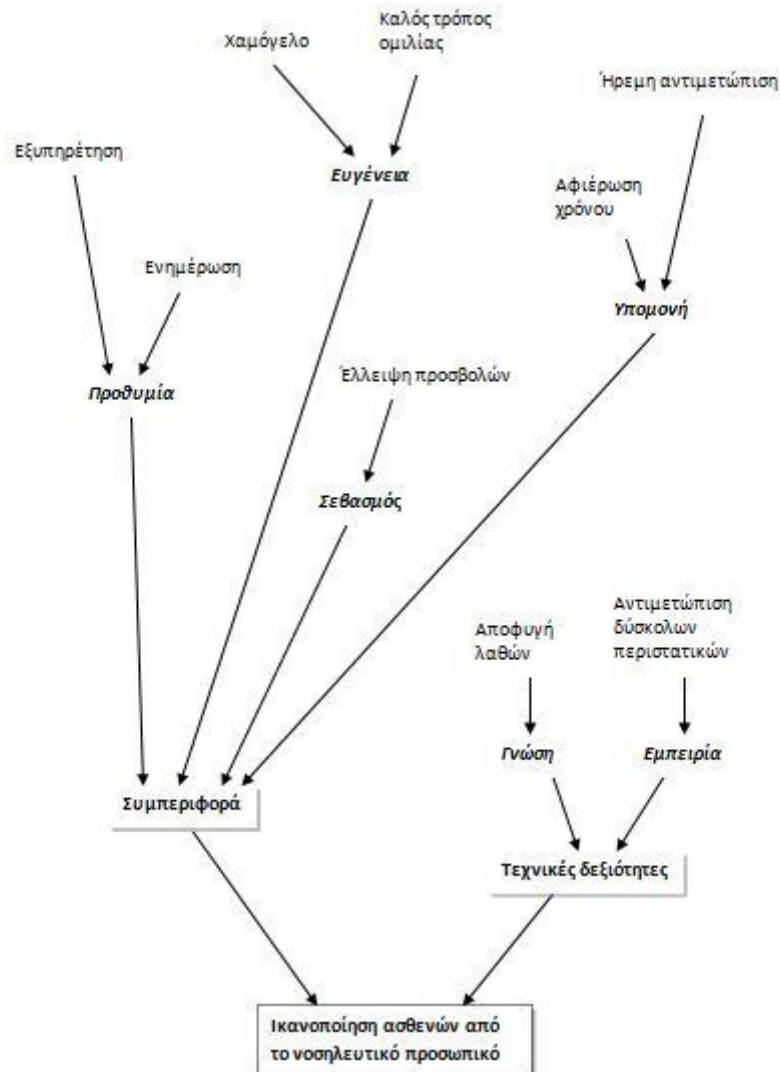 Χαμόγελο
Καλός τρόπος
ομιλίας
Ήρεμη αντιμετώπιση
Εξυπηρέτηση
Ευγένεια
Αφιέρωση
χρόνου
Ενημέρωση
Υπομονή
Προθυμία
Έλλειψη προσβολών
Σεβασμός
Αποφυγή
λαθών
Αντιμετώπιση
δύσκολων
περιστατικών
Γνώση
Εμπειρία
Συμπεριφορά
Τεχνικές δεξιότητες
Ικανοποίηση ασθενών από
το νοσηλευτικό προσωπικό